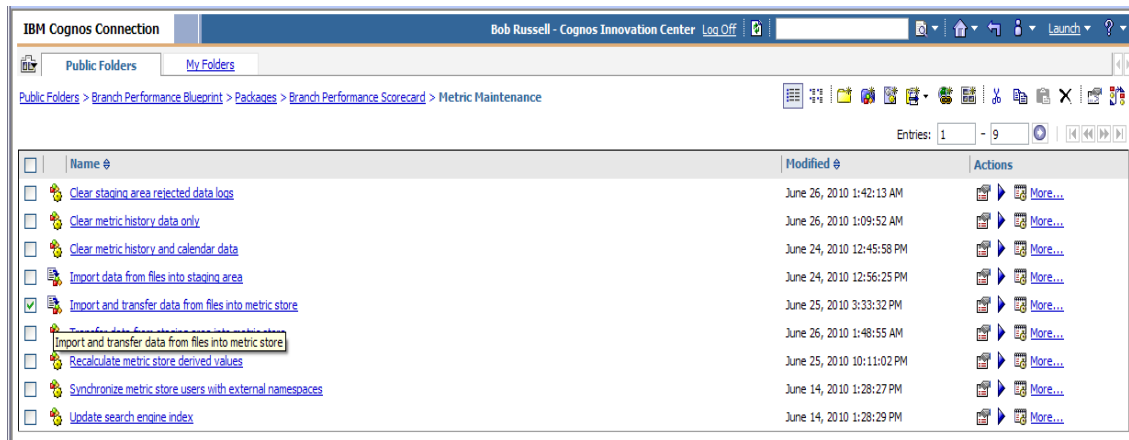 IBM Cognos Connection
Bob Russell - Cognos Innovation Center Log Off
Launch
?
Public Folders
My Folders
Public Folders > Branch Performance Blueprint > Packages > Branch Performance Scorecard > Metric Maintenance
Entries: 1 - 9
Name Modified Actions
Clear staging area rejected data logs June 26, 2010 1:42:13 AM More...
Clear metric history data only June 26, 2010 1:09:52 AM More...
Clear metric history and calendar data June 24, 2010 12:45:58 PM More...
Import data from files into staging area June 24, 2010 12:56:25 PM More...
Import and transfer data from files into metric store June 25, 2010 3:33:32 PM More...
Transfer data from staging area into metric store June 26, 2010 1:48:55 AM More...
Import and transfer data from files into metric store
Recalculate metric store derived values June 25, 2010 10:11:02 PM More...
Synchronize metric store users with external namespaces June 14, 2010 1:28:27 PM More...
Update search engine index June 14, 2010 1:28:29 PM More...